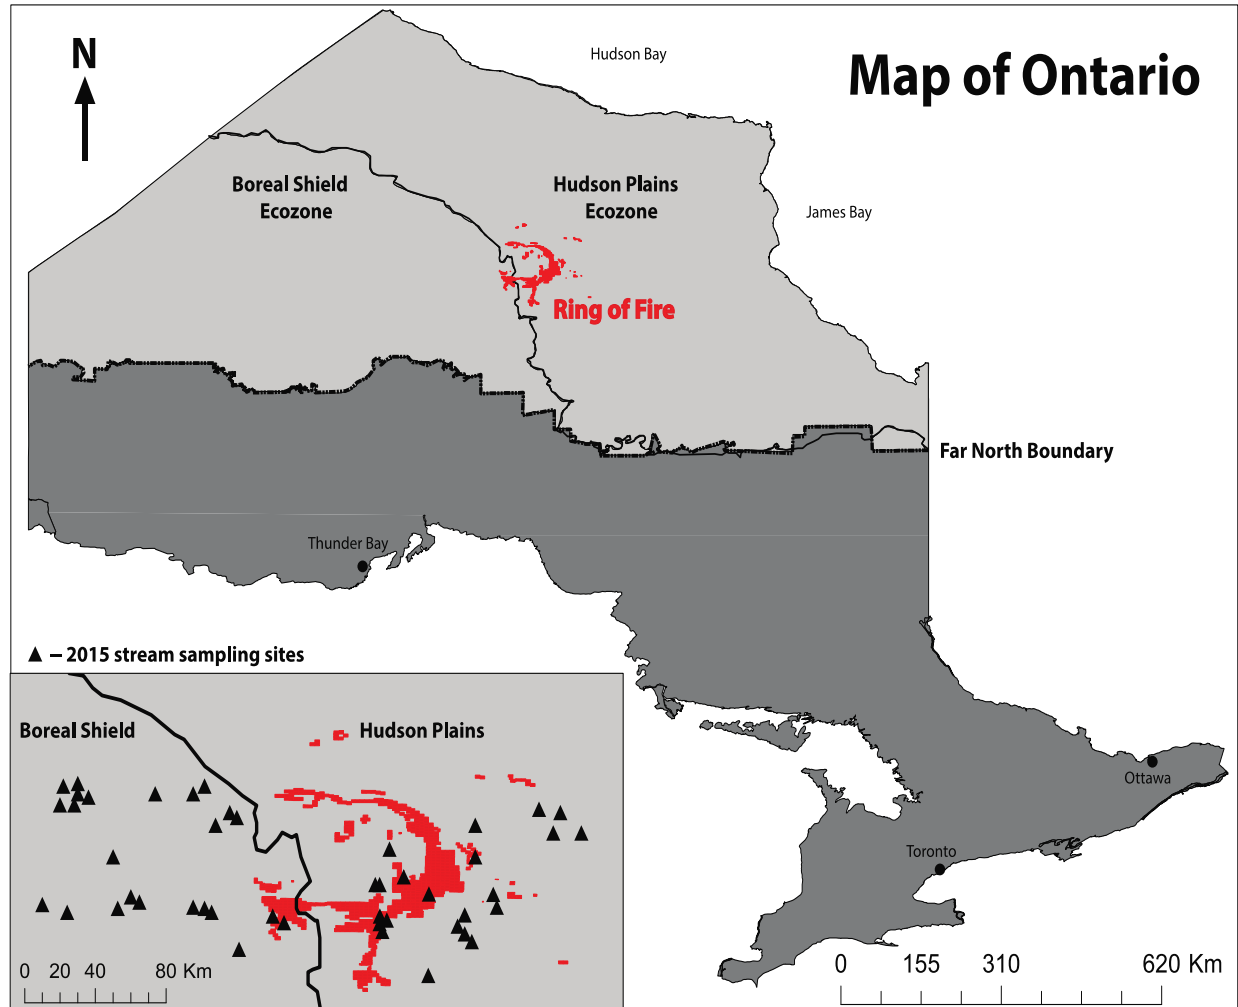 Map of Ontario
N
Hudson Bay
Boreal Shield
Ecozone
Hudson Plains
Ecozone
James Bay
Ring of Fire
Far North Boundary
Thunder Bay
▲ – 2015 stream sampling sites
Boreal Shield
Hudson Plains
Ottawa
Toronto
0 20 40 80 Km
0 155 310 620 Km